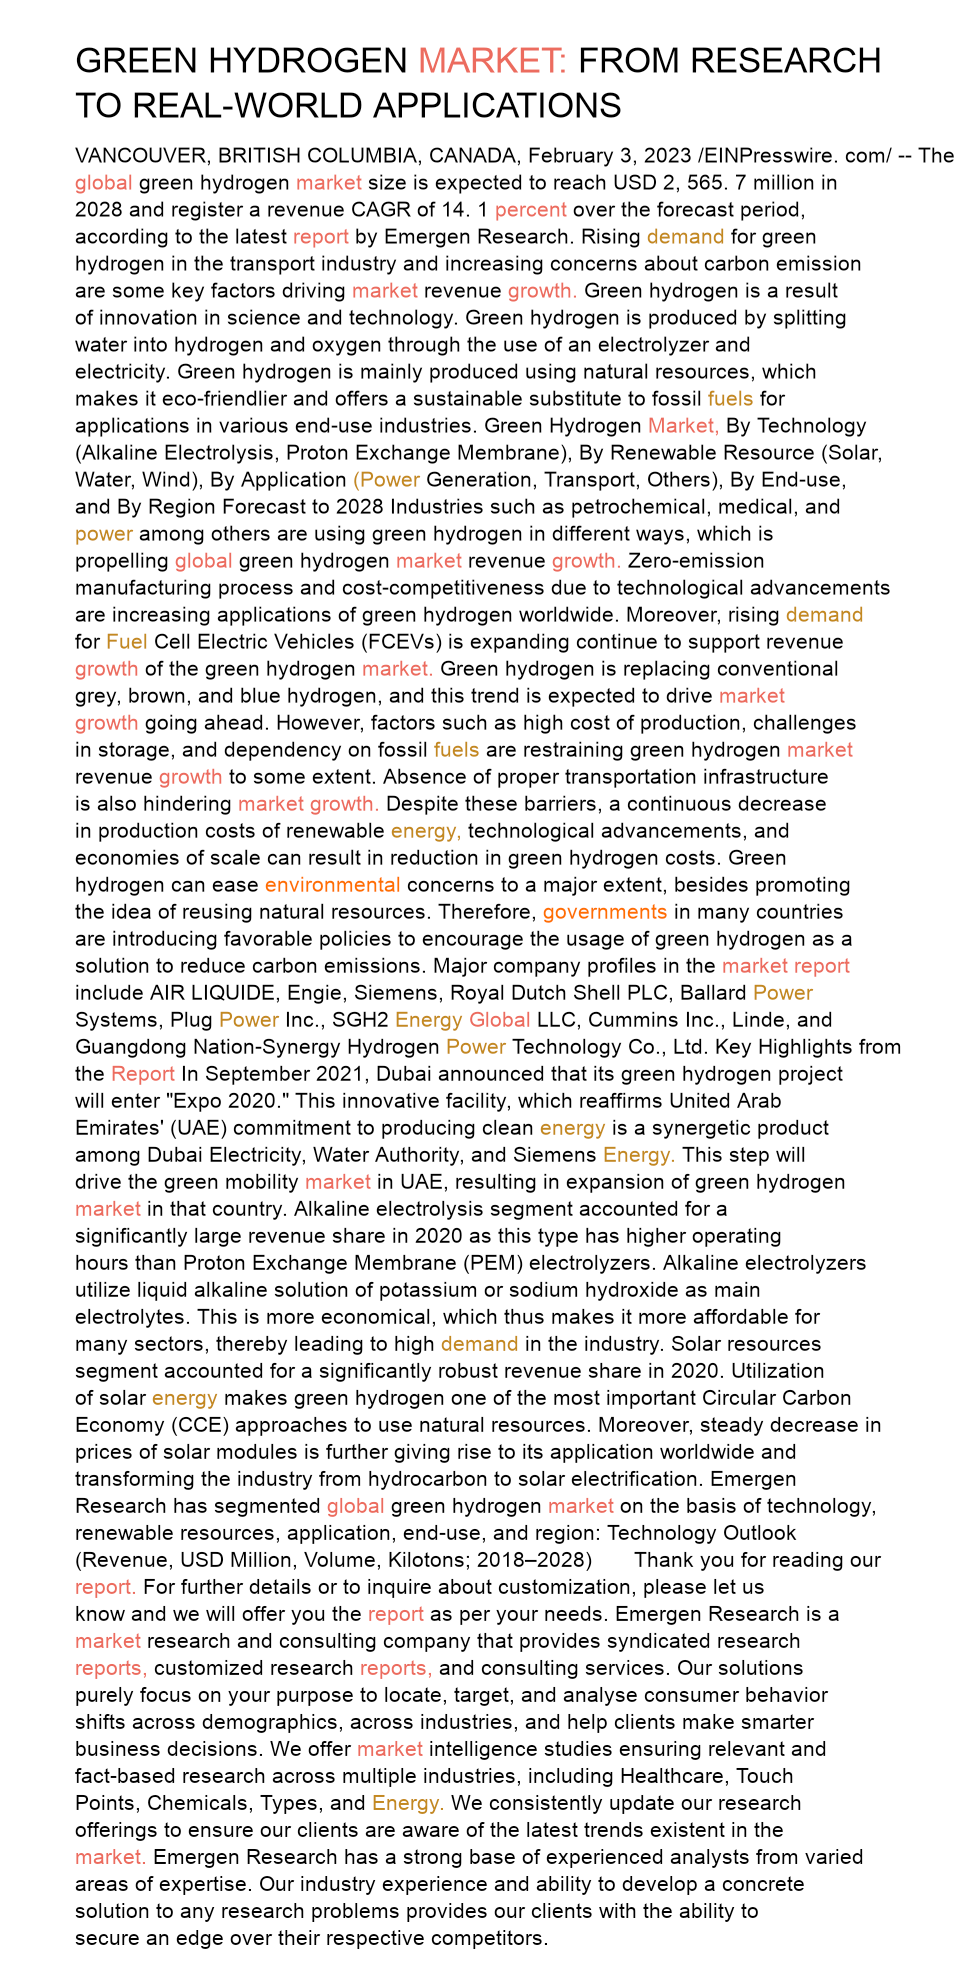 GREEN HYDROGEN MARKET: FROM RESEARCH
TO REAL-WORLD APPLICATIONS
VANCOUVER, BRITISH COLUMBIA, CANADA, February 3, 2023 /EINPresswire. com/ -- The
global green hydrogen market size is expected to reach USD 2, 565. 7 million in
2028 and register a revenue CAGR of 14. 1 percent over the forecast period,
according to the latest report by Emergen Research. Rising demand for green
hydrogen in the transport industry and increasing concerns about carbon emission
are some key factors driving market revenue growth. Green hydrogen is a result
of innovation in science and technology. Green hydrogen is produced by splitting
water into hydrogen and oxygen through the use of an electrolyzer and
electricity. Green hydrogen is mainly produced using natural resources, which
makes it eco-friendlier and offers a sustainable substitute to fossil fuels for
applications in various end-use industries. Green Hydrogen Market, By Technology
(Alkaline Electrolysis, Proton Exchange Membrane), By Renewable Resource (Solar,
Water, Wind), By Application (Power Generation, Transport, Others), By End-use,
and By Region Forecast to 2028 Industries such as petrochemical, medical, and
power among others are using green hydrogen in different ways, which is
propelling global green hydrogen market revenue growth. Zero-emission
manufacturing process and cost-competitiveness due to technological advancements
are increasing applications of green hydrogen worldwide. Moreover, rising demand
for Fuel Cell Electric Vehicles (FCEVs) is expanding continue to support revenue
growth of the green hydrogen market. Green hydrogen is replacing conventional
grey, brown, and blue hydrogen, and this trend is expected to drive market
growth going ahead. However, factors such as high cost of production, challenges
in storage, and dependency on fossil fuels are restraining green hydrogen market
revenue growth to some extent. Absence of proper transportation infrastructure
is also hindering market growth. Despite these barriers, a continuous decrease
in production costs of renewable energy, technological advancements, and
economies of scale can result in reduction in green hydrogen costs. Green
hydrogen can ease environmental concerns to a major extent, besides promoting
the idea of reusing natural resources. Therefore, governments in many countries
are introducing favorable policies to encourage the usage of green hydrogen as a
solution to reduce carbon emissions. Major company profiles in the market report
include AIR LIQUIDE, Engie, Siemens, Royal Dutch Shell PLC, Ballard Power
Systems, Plug Power Inc., SGH2 Energy Global LLC, Cummins Inc., Linde, and
Guangdong Nation-Synergy Hydrogen Power Technology Co., Ltd. Key Highlights from
the Report In September 2021, Dubai announced that its green hydrogen project
will enter "Expo 2020." This innovative facility, which reaffirms United Arab
Emirates' (UAE) commitment to producing clean energy is a synergetic product
among Dubai Electricity, Water Authority, and Siemens Energy. This step will
drive the green mobility market in UAE, resulting in expansion of green hydrogen
market in that country. Alkaline electrolysis segment accounted for a
significantly large revenue share in 2020 as this type has higher operating
hours than Proton Exchange Membrane (PEM) electrolyzers. Alkaline electrolyzers
utilize liquid alkaline solution of potassium or sodium hydroxide as main
electrolytes. This is more economical, which thus makes it more affordable for
many sectors, thereby leading to high demand in the industry. Solar resources
segment accounted for a significantly robust revenue share in 2020. Utilization
of solar energy makes green hydrogen one of the most important Circular Carbon
Economy (CCE) approaches to use natural resources. Moreover, steady decrease in
prices of solar modules is further giving rise to its application worldwide and
transforming the industry from hydrocarbon to solar electrification. Emergen
Research has segmented global green hydrogen market on the basis of technology,
renewable resources, application, end-use, and region: Technology Outlook
(Revenue, USD Million, Volume, Kilotons; 2018–2028) Thank you for reading our
report. For further details or to inquire about customization, please let us
know and we will offer you the report as per your needs. Emergen Research is a
market research and consulting company that provides syndicated research
reports, customized research reports, and consulting services. Our solutions
purely focus on your purpose to locate, target, and analyse consumer behavior
shifts across demographics, across industries, and help clients make smarter
business decisions. We offer market intelligence studies ensuring relevant and
fact-based research across multiple industries, including Healthcare, Touch
Points, Chemicals, Types, and Energy. We consistently update our research
offerings to ensure our clients are aware of the latest trends existent in the
market. Emergen Research has a strong base of experienced analysts from varied
areas of expertise. Our industry experience and ability to develop a concrete
solution to any research problems provides our clients with the ability to
secure an edge over their respective competitors.